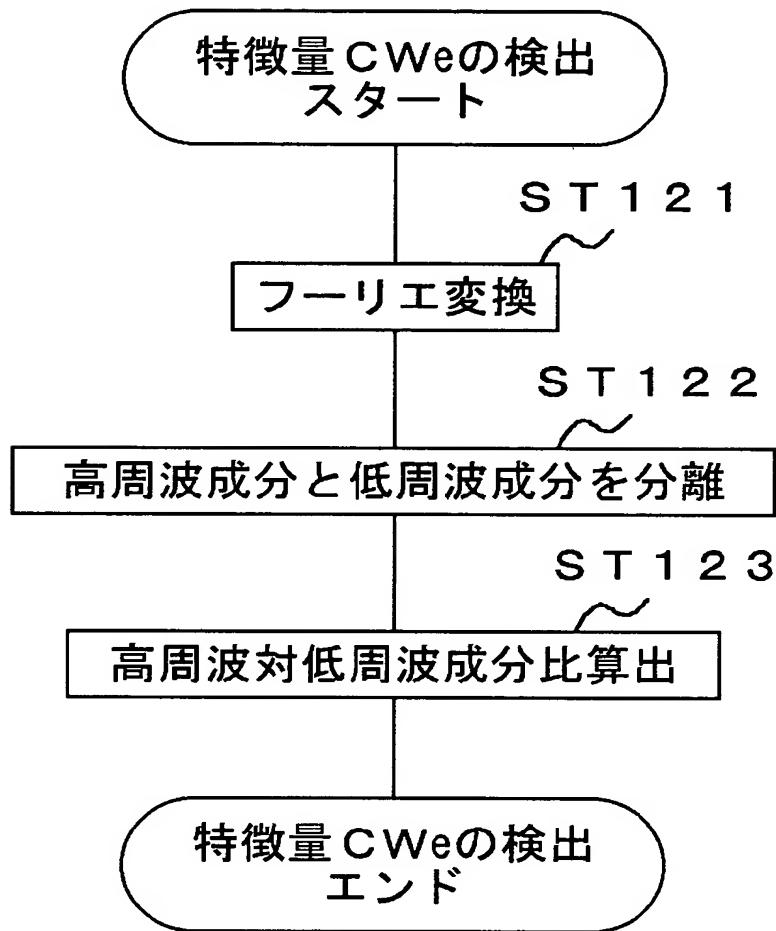 特徴量CWeの検出
スタート
ST121
フーリエ変換
ST122
高周波成分と低周波成分を分離
ST123
高周波対低周波成分比算出
特徴量CWeの検出
エンド